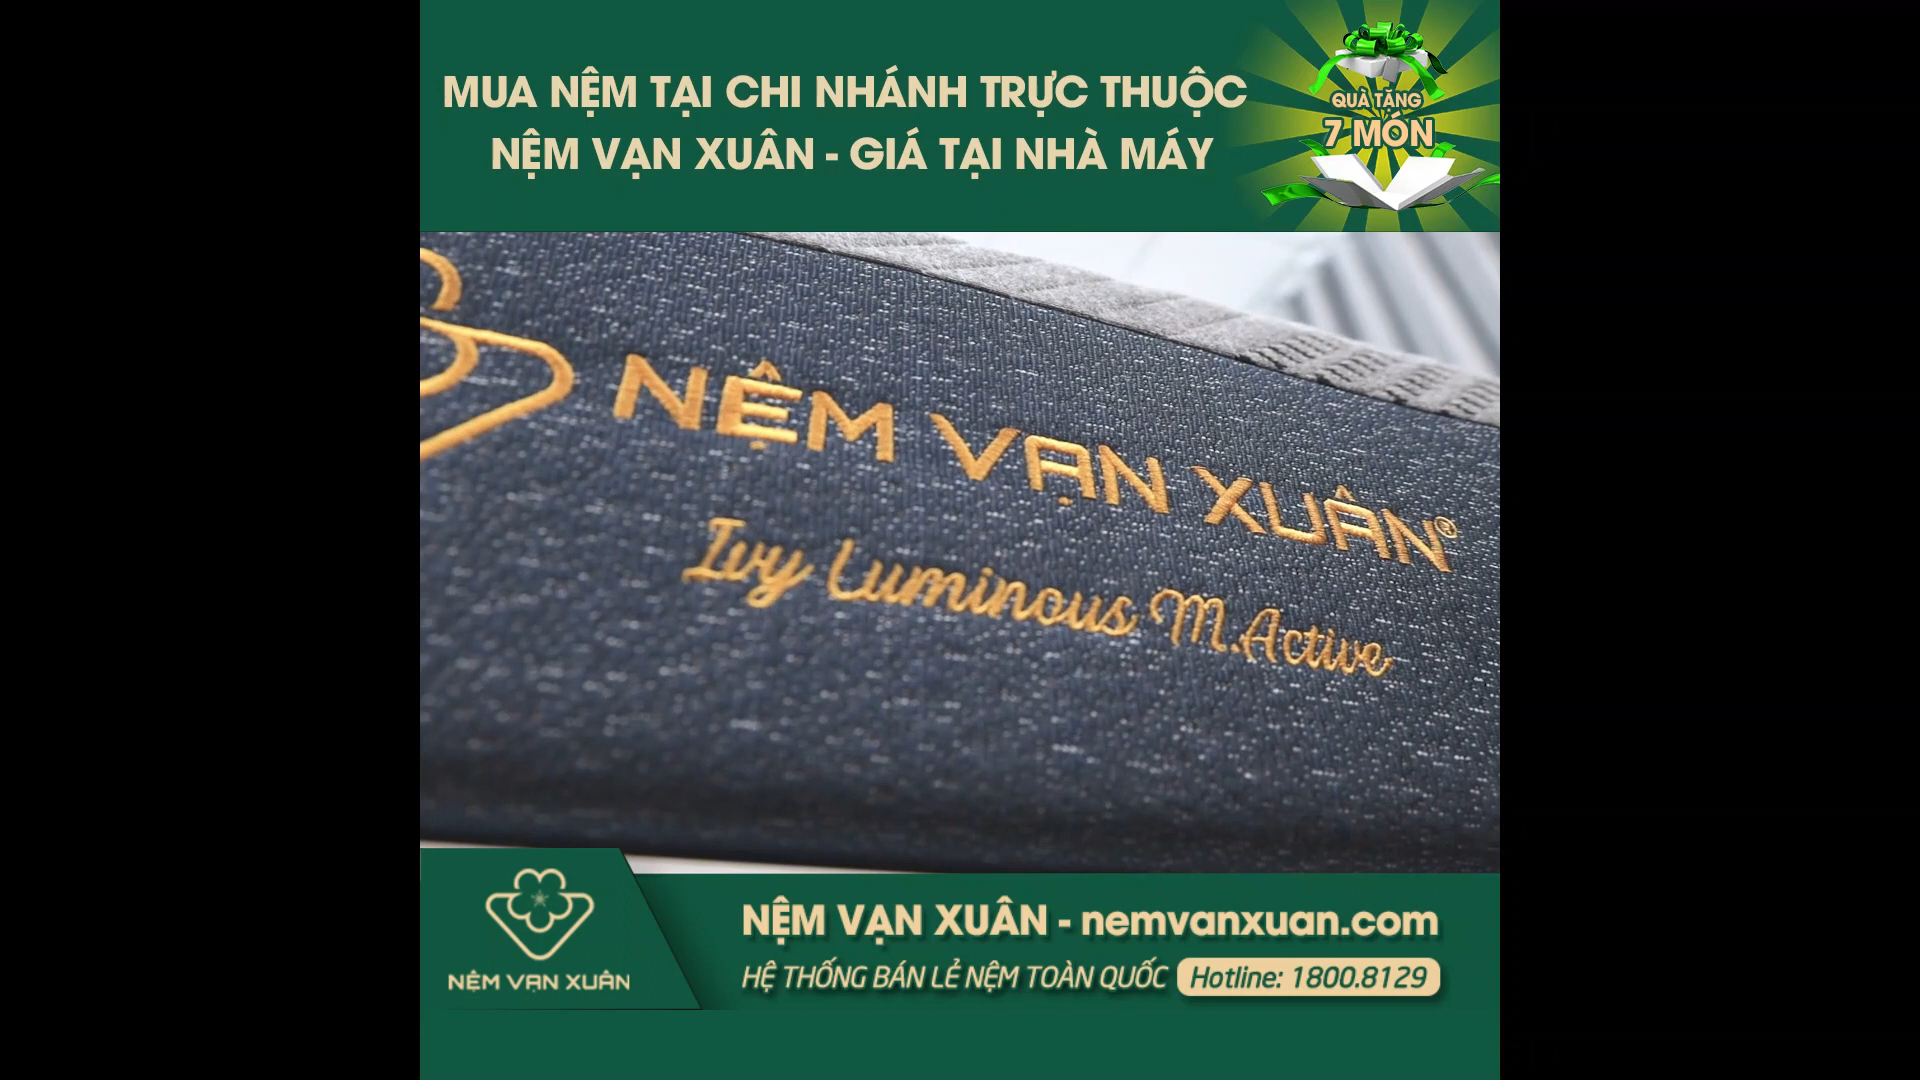 MUA NỆM TẠI CHI NHÁNH TRỰC THUỘC
NỆM VẠN XUÂN - GIÁ TẠI NHÀ MÁY
QUÀ TẶNG
7 MÓN
NỆM VẠN XUÂN®
Ivy Luminous M.Active
NỆM VẠN XUÂN
NỆM VẠN XUÂN - nemvanxuan.com
HỆ THỐNG BÁN LẺ NỆM TOÀN QUỐC Hotline: 1800.8129